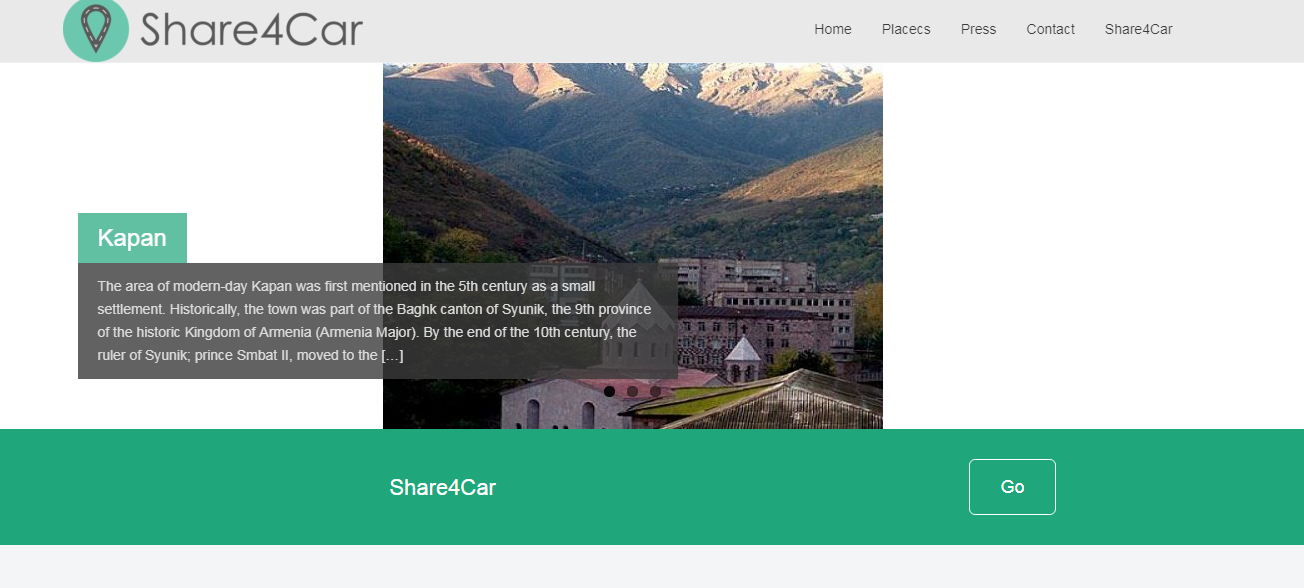 Share4Car
Home Placecs Press Contact Share4Car
Kapan
The area of modern-day Kapan was first mentioned in the 5th century as a small
settlement. Historically, the town was part of the Baghk canton of Syunik, the 9th province
of the historic Kingdom of Armenia (Armenia Major). By the end of the 10th century, the
ruler of Syunik; prince Smbat II, moved to the [...]
Share4Car
Go